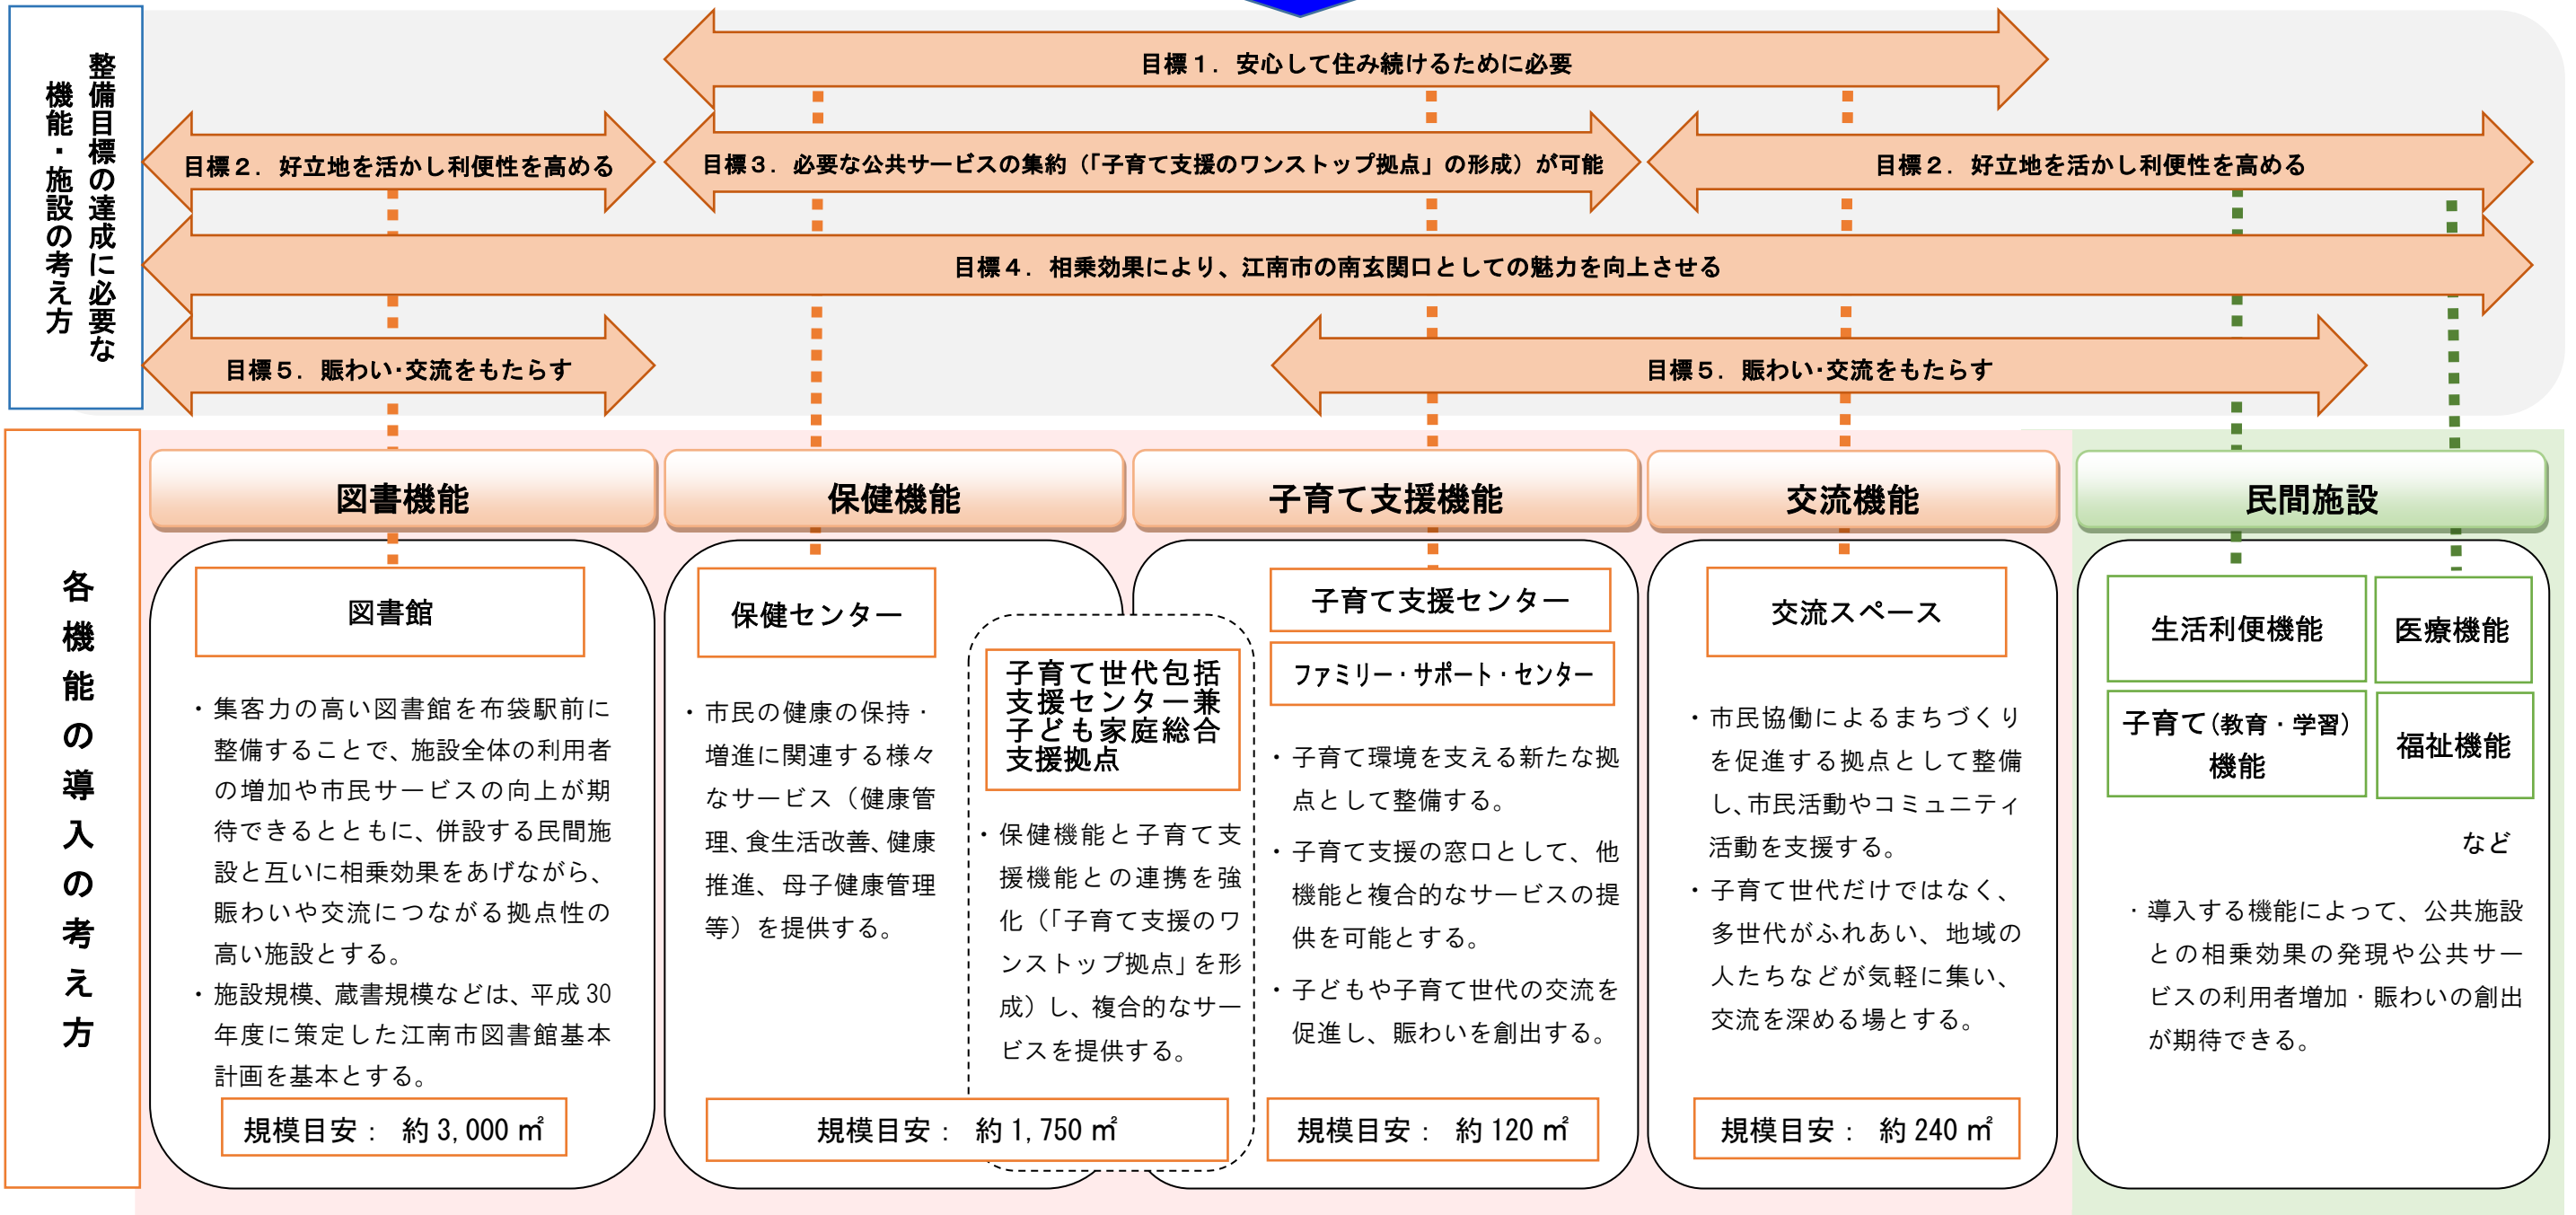 整備目標の達成に必要な
機能・施設の考え方
目標１．安心して住み続けるために必要
目標２．好立地を活かし利便性を高める
目標３．必要な公共サービスの集約（「子育て支援のワンストップ拠点」の形成）が可能
目標２．好立地を活かし利便性を高める
目標４．相乗効果により、江南市の南玄関口としての魅力を向上させる
目標５．賑わい・交流をもたらす
目標５．賑わい・交流をもたらす
各機能の導入の考え方
図書機能
図書館
・集客力の高い図書館を布袋駅前に
整備することで、施設全体の利用者
の増加や市民サービスの向上が期
待できるとともに、併設する民間施
設と互いに相乗効果をあげながら、
賑わいや交流につながる拠点性の
高い施設とする。
・施設規模、蔵書規模などは、平成30
年度に策定した江南市図書館基本
計画を基本とする。
規模目安： 約3,000㎡
保健機能
保健センター
・市民の健康の保持・
増進に関連する様々
なサービス（健康管
理、食生活改善、健康
推進、母子健康管理
等）を提供する。
子育て世代包括
支援センター兼
子ども家庭総合
支援拠点
・保健機能と子育て支
援機能との連携を強
化（「子育て支援のワ
ンストップ拠点」を形
成）し、複合的なサー
ビスを提供する。
規模目安： 約1,750㎡
子育て支援機能
子育て支援センター
ファミリー・サポート・センター
・子育て環境を支える新たな拠
点として整備する。
・子育て支援の窓口として、他
機能と複合的なサービスの提
供を可能とする。
・子どもや子育て世代の交流を
促進し、賑わいを創出する。
規模目安： 約120㎡
交流機能
交流スペース
・市民協働によるまちづくり
を促進する拠点として整備
し、市民活動やコミュニティ
活動を支援する。
・子育て世代だけではなく、
多世代がふれあい、地域の
人たちなどが気軽に集い、
交流を深める場とする。
規模目安： 約240㎡
民間施設
生活利便機能
医療機能
子育て(教育・学習)
機能
福祉機能
など
・導入する機能によって、公共施設
との相乗効果の発現や公共サー
ビスの利用者増加・賑わいの創出
が期待できる。